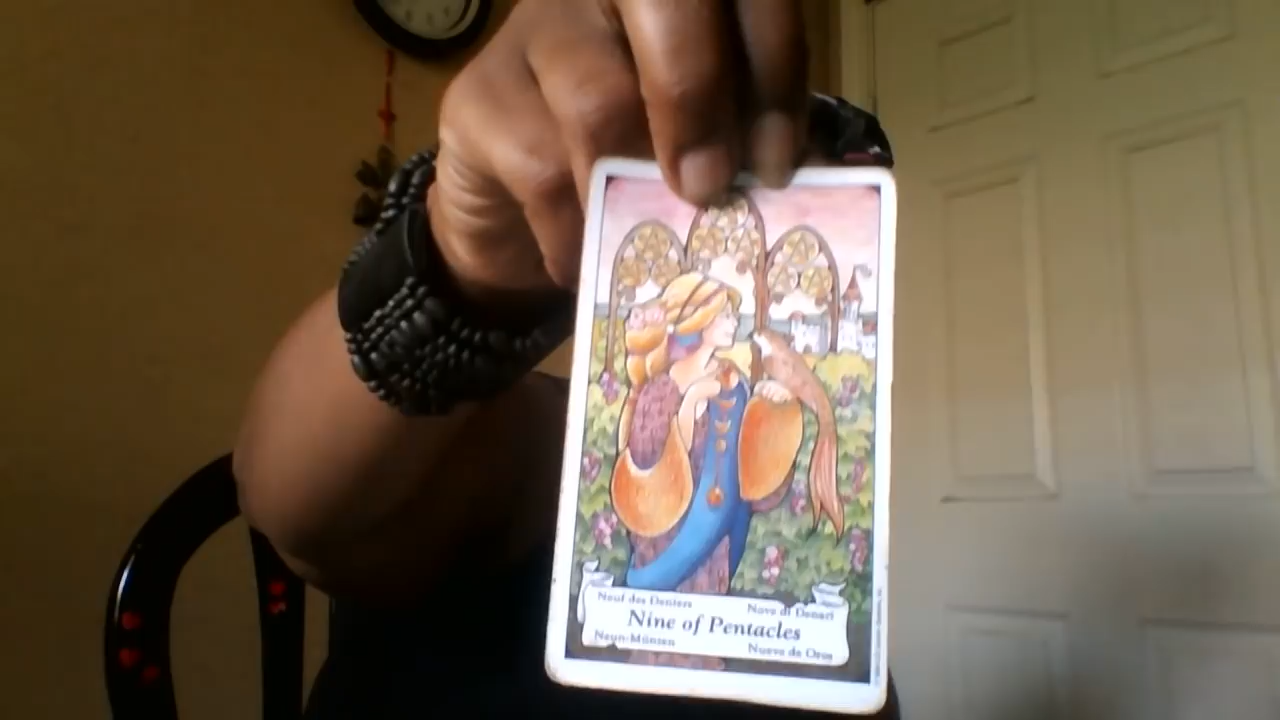 Neuf des Deniers Nove di Denari
Nine of Pentacles
Neun-Münzen Nueve de Oros